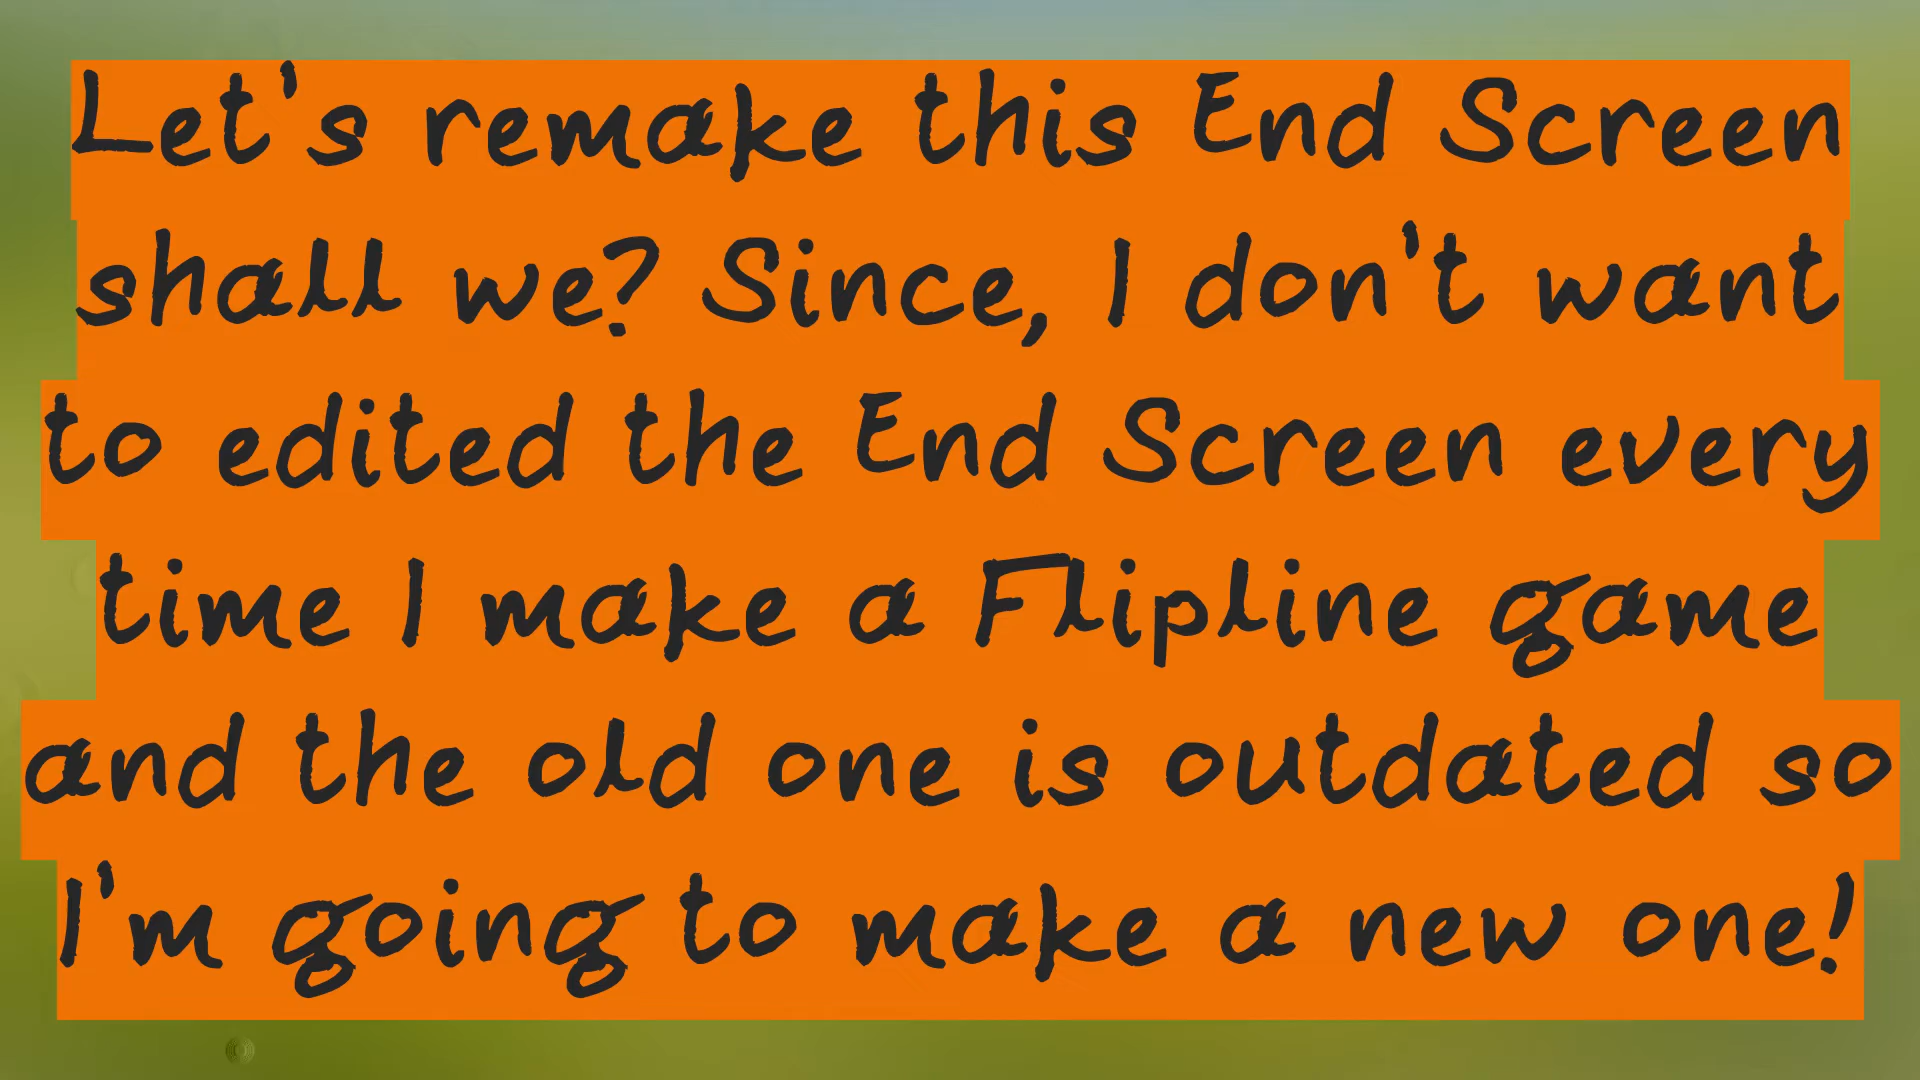 Let's remake this End Screen
shall we? Since, I don't want
to edited the End Screen every
time I make a Flipline game
and the old one is outdated so
I'm going to make a new one!